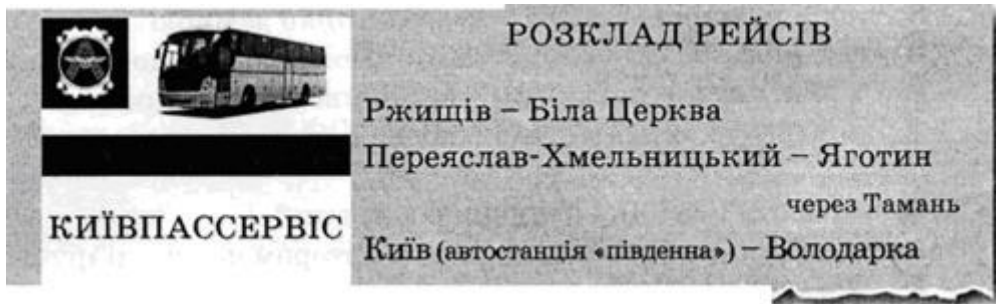 РОЗКЛАД РЕЙСІВ
Ржищів – Біла Церква
Переяслав-Хмельницький – Яготин
через Тамань
Київ (автостанція «південна») – Володарка
КИЇВПАССЕРВІС